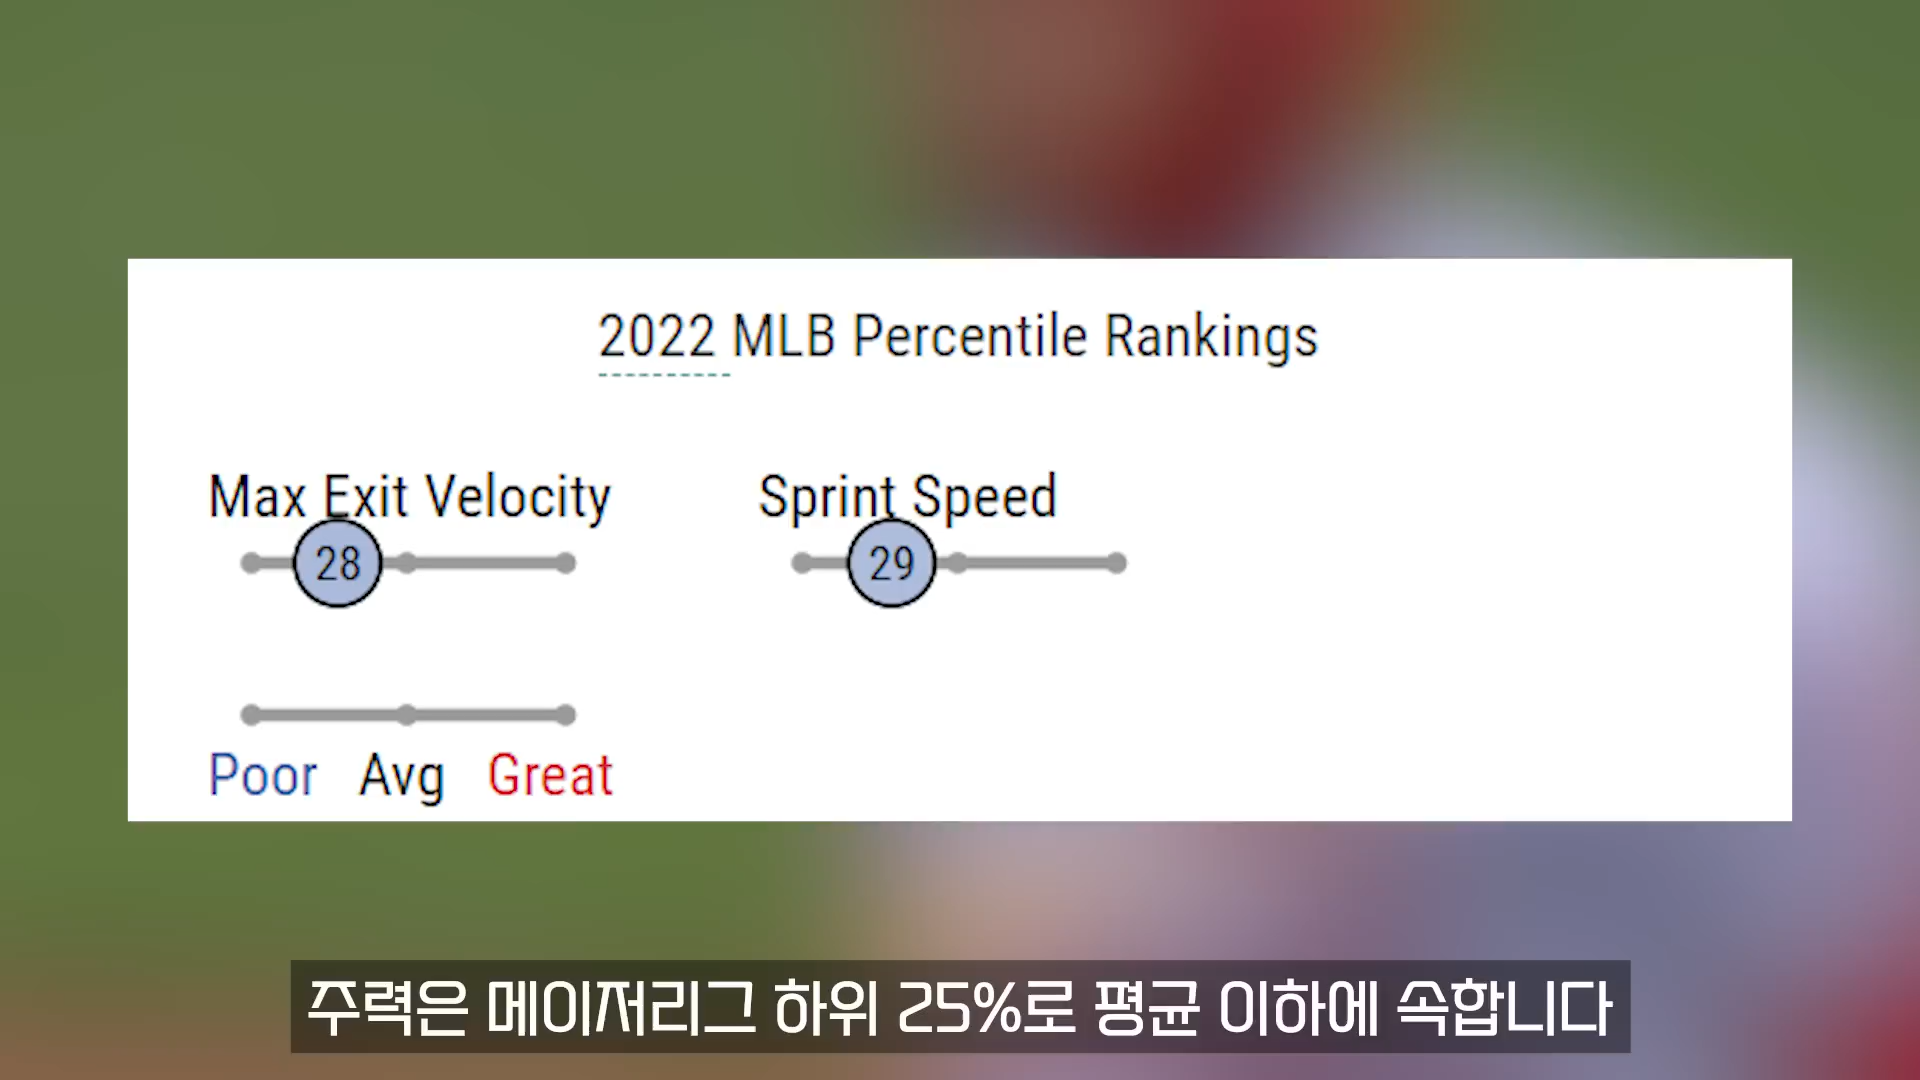 2022 MLB Percentile Rankings
Max Exit Velocity
Sprint Speed
28
29
Poor Avg Great
주력은 메이저리그 하위 25%로 평균 이하에 속합니다